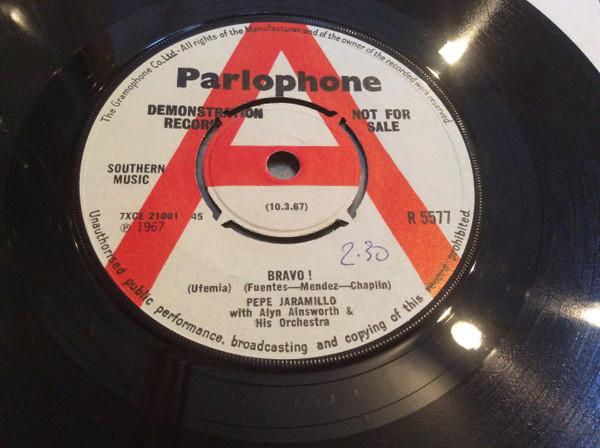 The Gramophone Co. Ltd. - All rights of the Manufacturer and of the owner of the recorded work reserved.
Parlophone
DEMONSTRATION NOT FOR
RECORD SALE
SOUTHERN
MUSIC
7XCE 21001 45
℗ 1967
(10.3.67)
R 5577
2.30
BRAVO !
(Ufemia) (Fuentes—Mendez—Chaplin)
PEPE JARAMILLO
with Alyn Ainsworth &
His Orchestra
Unauthorised public performance, broadcasting and copying of this record prohibited.